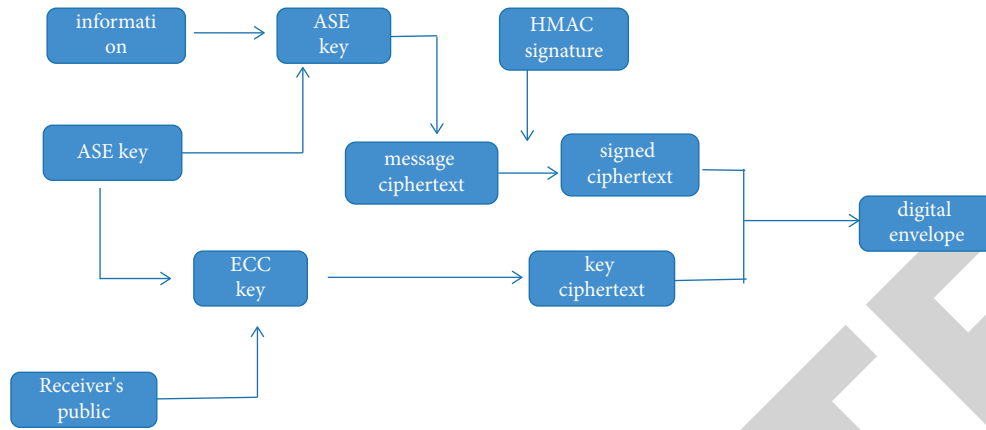 informati
on
ASE
key
HMAC
signature
ASE key
message
ciphertext
signed
ciphertext
digital
envelope
ECC
key
key
ciphertext
Receiver's
public